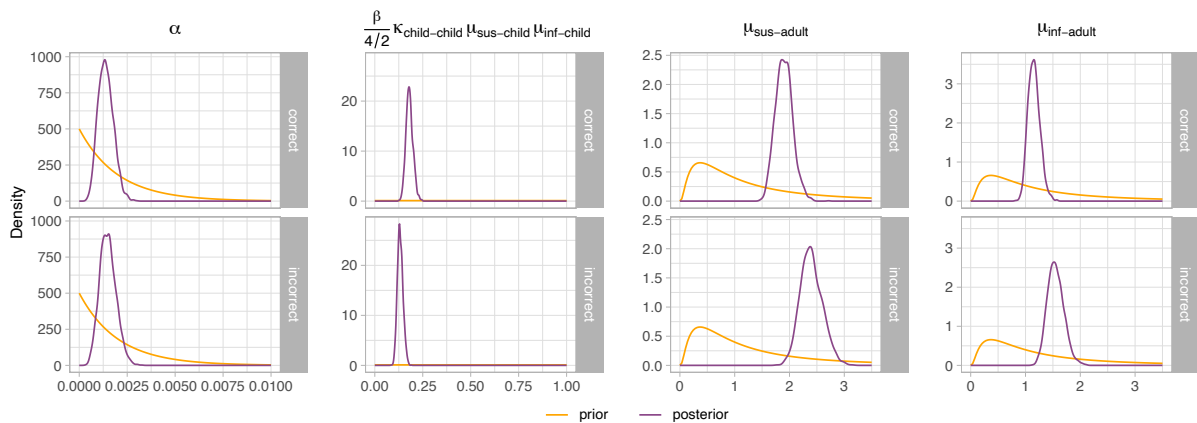 α
β/4/2 κchild−child μsus−child μinf−child
μsus−adult
μinf−adult
Density
1000
750
500
250
0
correct
20
10
0
correct
2.5
2.0
1.5
1.0
0.5
0.0
correct
3
2
1
0
correct
1000
750
500
250
0
incorrect
20
10
0
incorrect
2.5
2.0
1.5
1.0
0.5
0.0
incorrect
3
2
1
0
incorrect
0.0000 0.0025 0.0050 0.0075 0.0100
0.00 0.25 0.50 0.75 1.00
0 1 2 3
0 1 2 3
prior posterior